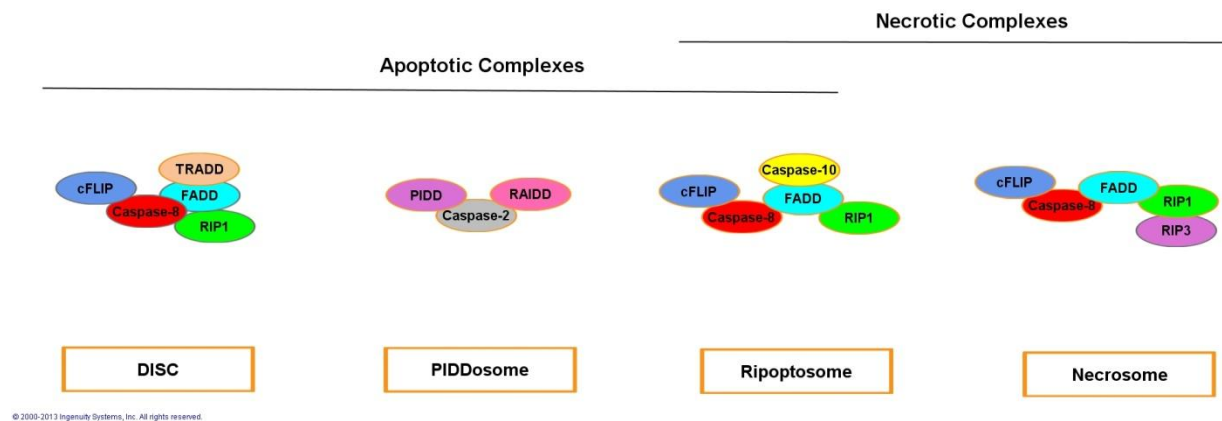 Necrotic Complexes
Apoptotic Complexes
TRADD
cFLIP
FADD
Caspase-8
RIP1
PIDD
RAIDD
Caspase-2
Caspase-10
cFLIP
FADD
Caspase-8
RIP1
cFLIP
FADD
Caspase-8
RIP1
RIP3
DISC
PIDDosome
Ripoptosome
Necrosome
© 2000-2013 Ingenuity Systems, Inc. All rights reserved.